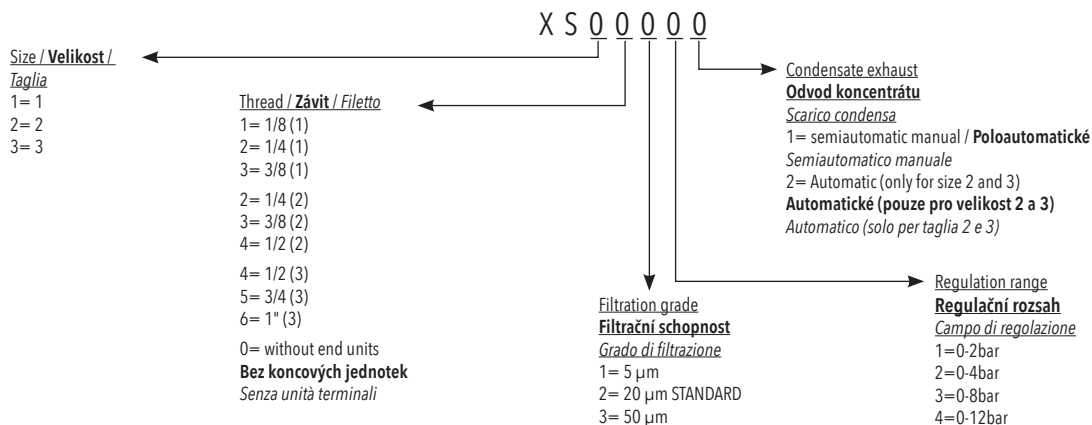 X S 0 0 0 0 0
Size / Velikost /
Taglia
1= 1
2= 2
3= 3
Thread / Závit / Filetto
1= 1/8 (1)
2= 1/4 (1)
3= 3/8 (1)
2= 1/4 (2)
3= 3/8 (2)
4= 1/2 (2)
4= 1/2 (3)
5= 3/4 (3)
6= 1" (3)
0= without end units
Bez koncových jednotek
Senza unità terminali
Filtration grade
Filtrační schopnost
Grado di filtrazione
1= 5 µm
2= 20 µm STANDARD
3= 50 µm
Condensate exhaust
Odvod koncentrátu
Scarico condensa
1= semiautomatic manual / Poloautomatické
Semiautomatico manuale
2= Automatic (only for size 2 and 3)
Automatické (pouze pro velikost 2 a 3)
Automatico (solo per taglia 2 e 3)
Regulation range
Regulační rozsah
Campo di regolazione
1=0-2bar
2=0-4bar
3=0-8bar
4=0-12bar